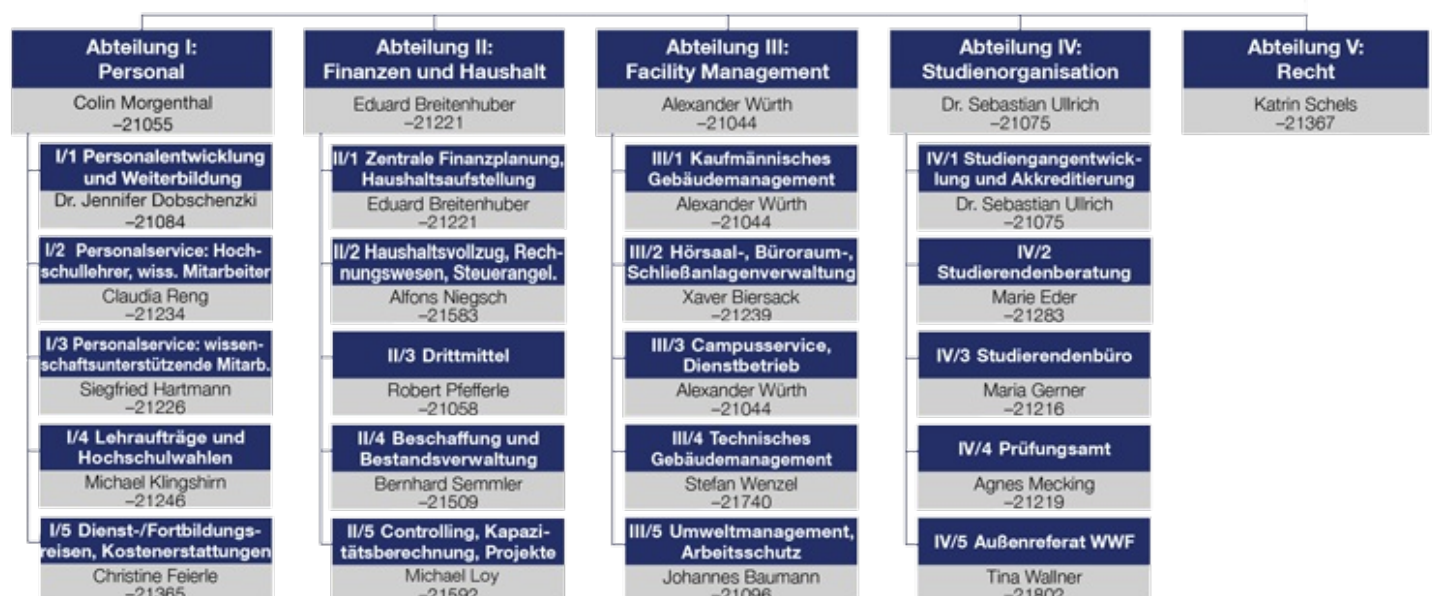 Abteilung I:
Personal
Colin Morgenthal
–21055
I/1 Personalentwicklung
und Weiterbildung
Dr. Jennifer Dobschenzki
–21084
I/2 Personalservice: Hoch-
schullehrer, wiss. Mitarbeiter
Claudia Reng
–21234
I/3 Personalservice: wissen-
schaftsunterstützende Mitarb.
Siegfried Hartmann
–21226
I/4 Lehraufträge und
Hochschulwahlen
Michael Klingshirn
–21246
I/5 Dienst-/Fortbildungs-
reisen, Kostenerstattungen
Christine Feierle
–21365
Abteilung II:
Finanzen und Haushalt
Eduard Breitenhuber
–21221
II/1 Zentrale Finanzplanung,
Haushaltsaufstellung
Eduard Breitenhuber
–21221
II/2 Haushaltsvollzug, Rech-
nungswesen, Steuerangel.
Alfons Niegsch
–21583
II/3 Drittmittel
Robert Pfefferle
–21058
II/4 Beschaffung und
Bestandsverwaltung
Bernhard Semmler
–21509
II/5 Controlling, Kapazi-
tätsberechnung, Projekte
Michael Loy
–21592
Abteilung III:
Facility Management
Alexander Würth
–21044
III/1 Kaufmännisches
Gebäudemanagement
Alexander Würth
–21044
III/2 Hörsaal-, Büroraum-,
Schließanlagenverwaltung
Xaver Biersack
–21239
III/3 Campusservice,
Dienstbetrieb
Alexander Würth
–21044
III/4 Technisches
Gebäudemanagement
Stefan Wenzel
–21740
III/5 Umweltmanagement,
Arbeitsschutz
Johannes Baumann
–21096
Abteilung IV:
Studienorganisation
Dr. Sebastian Ullrich
–21075
IV/1 Studiengangentwick-
lung und Akkreditierung
Dr. Sebastian Ullrich
–21075
IV/2
Studierendenberatung
Marie Eder
–21283
IV/3 Studierendenbüro
Maria Gerner
–21216
IV/4 Prüfungsamt
Agnes Mecking
–21219
IV/5 Außenreferat WWF
Tina Wallner
–21802
Abteilung V:
Recht
Katrin Schels
–21367